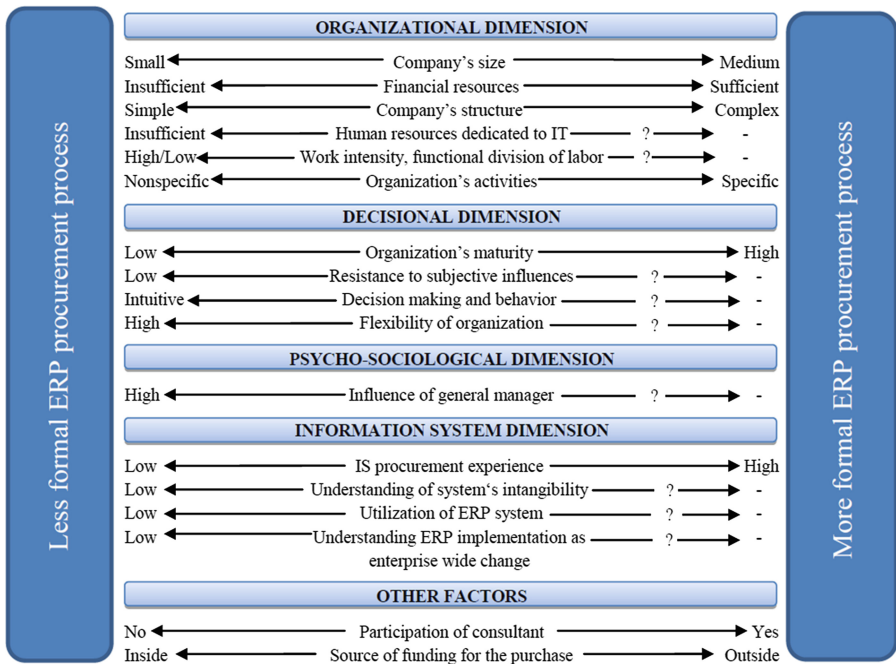 Less formal ERP procurement process
ORGANIZATIONAL DIMENSION
Small Company's size Medium
Insufficient Financial resources Sufficient
Simple Company's structure Complex
Insufficient Human resources dedicated to IT ? -
High/Low Work intensity, functional division of labor ? -
Nonspecific Organization's activities Specific
DECISIONAL DIMENSION
Low Organization's maturity High
Low Resistance to subjective influences ? -
Intuitive Decision making and behavior ? -
High Flexibility of organization ? -
PSYCHO-SOCIOLOGICAL DIMENSION
High Influence of general manager ? -
INFORMATION SYSTEM DIMENSION
Low IS procurement experience High
Low Understanding of system‘s intangibility ? -
Low Utilization of ERP system ? -
Low Understanding ERP implementation as ? -
enterprise wide change
OTHER FACTORS
No Participation of consultant Yes
Inside Source of funding for the purchase Outside
More formal ERP procurement process